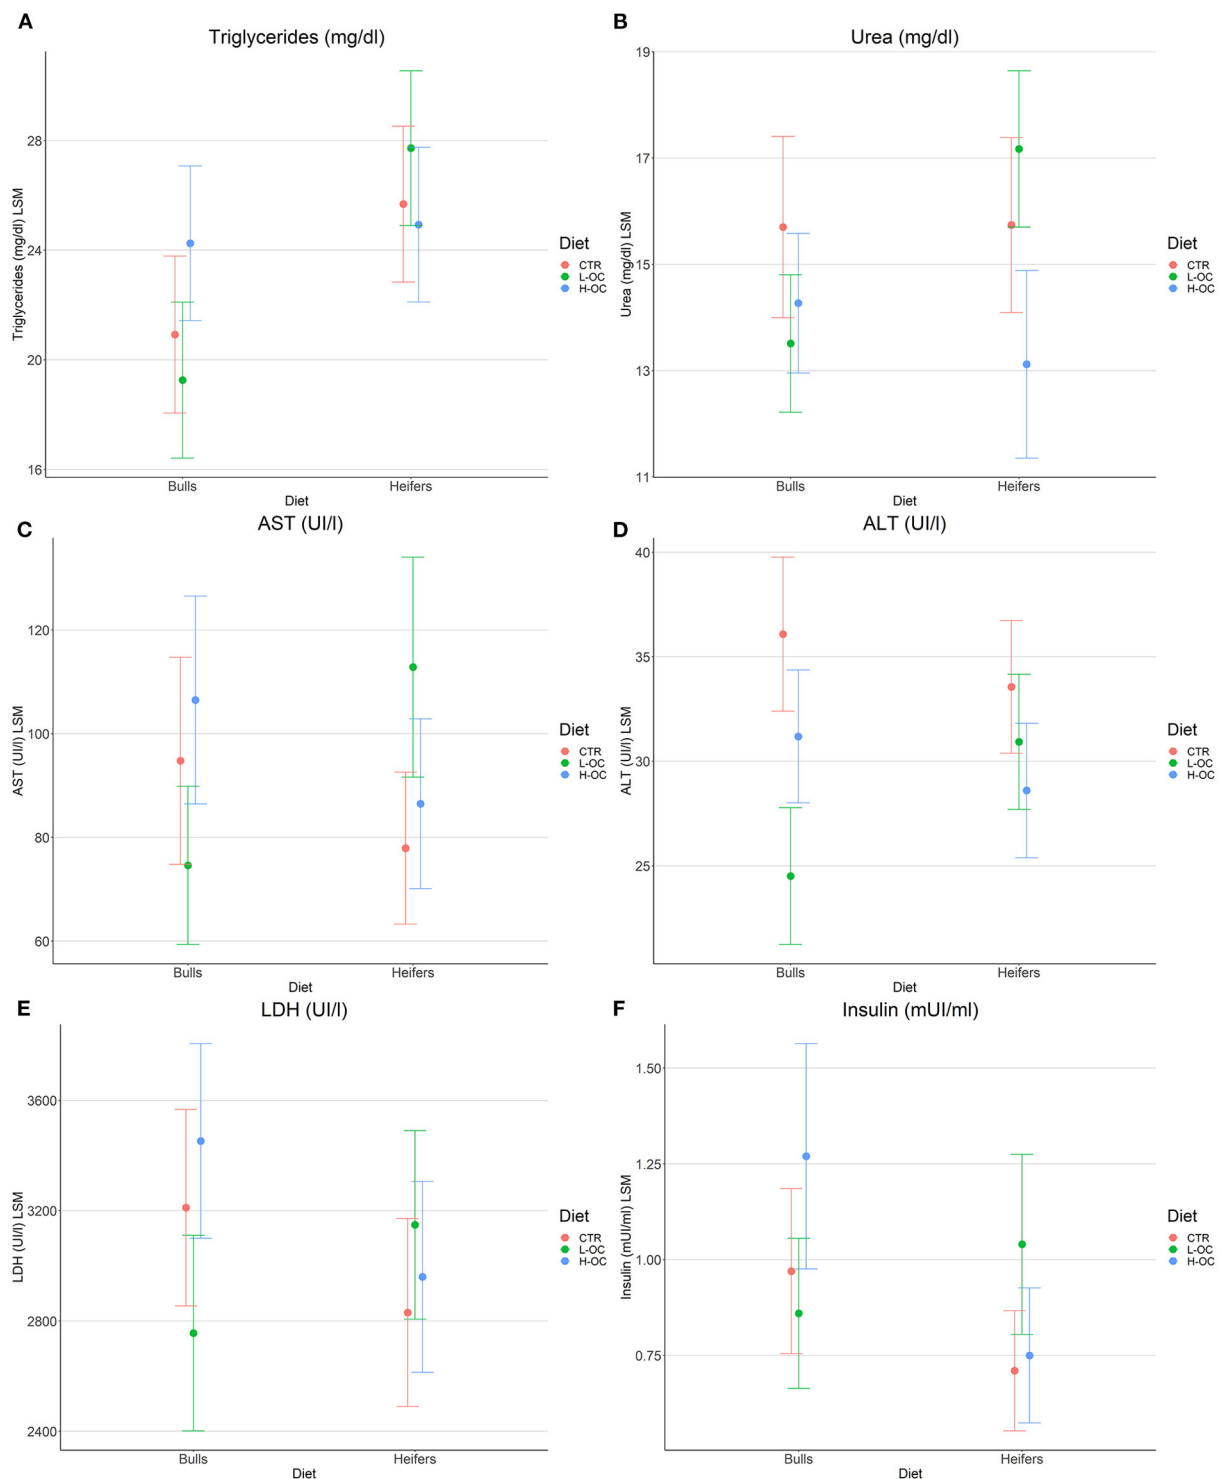 A
Triglycerides (mg/dl)
Triglycerides (mg/dl) LSM
28
24
20
16
Bulls
Heifers
Diet
Diet
CTR
L-OC
H-OC
B
Urea (mg/dl)
Urea (mg/dl) LSM
19
17
15
13
11
Bulls
Heifers
Diet
Diet
CTR
L-OC
H-OC
C
AST (UI/l)
AST (UI/l) LSM
120
100
80
60
Bulls
Heifers
Diet
Diet
CTR
L-OC
H-OC
D
ALT (UI/l)
ALT (UI/l) LSM
40
35
30
25
Bulls
Heifers
Diet
Diet
CTR
L-OC
H-OC
E
LDH (UI/l)
LDH (UI/l) LSM
3600
3200
2800
2400
Bulls
Heifers
Diet
Diet
CTR
L-OC
H-OC
F
Insulin (mUI/ml)
Insulin (mUI/ml) LSM
1.50
1.25
1.00
0.75
Bulls
Heifers
Diet
Diet
CTR
L-OC
H-OC